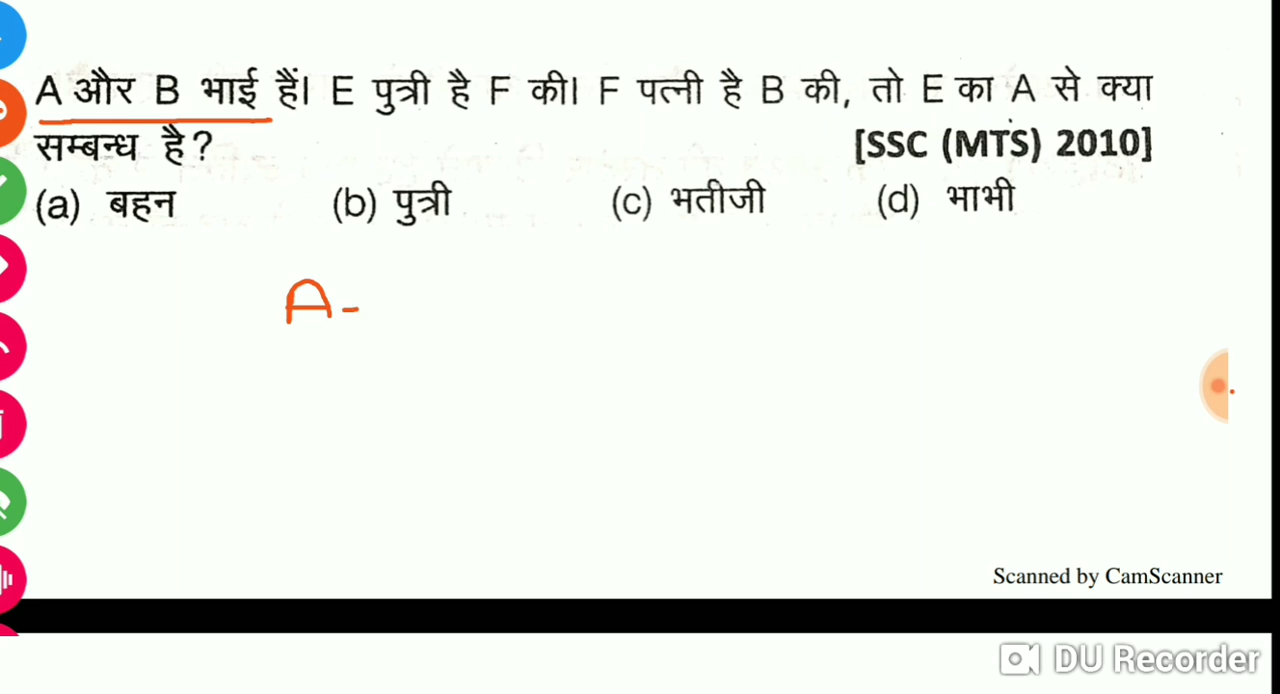 A और B भाई हैं। E पुत्री है F की। F पत्नी है B की, तो E का A से क्या
सम्बन्ध है? [SSC (MTS) 2010]
(a) बहन (b) पुत्री (c) भतीजी (d) भाभी
A-
Scanned by CamScanner
DU Recorder